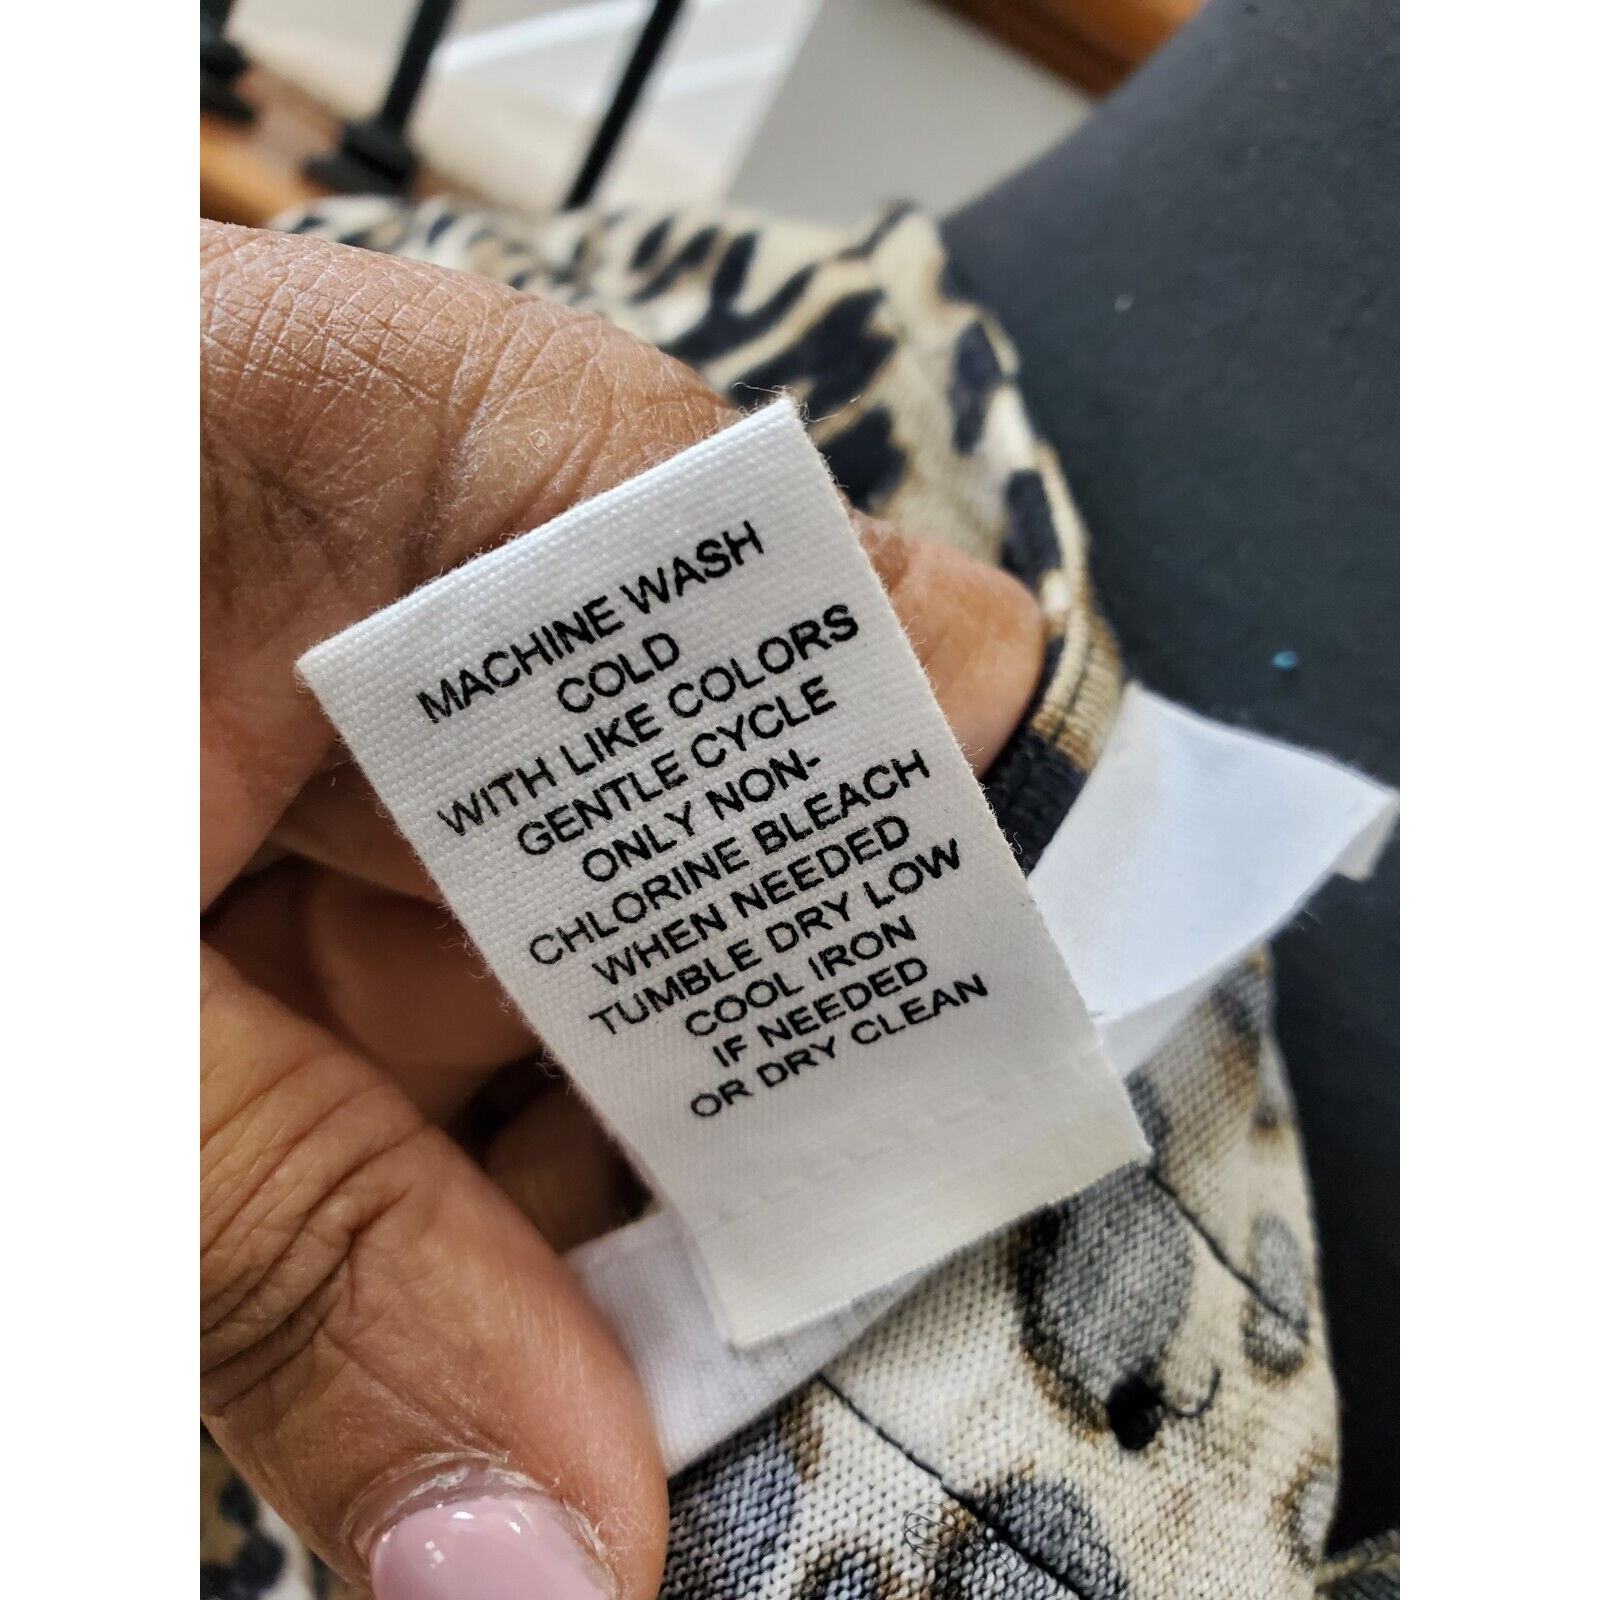 MACHINE WASH
COLD
WITH LIKE COLORS
GENTLE CYCLE
ONLY NON-
CHLORINE BLEACH
WHEN NEEDED
TUMBLE DRY LOW
COOL IRON
IF NEEDED
OR DRY CLEAN